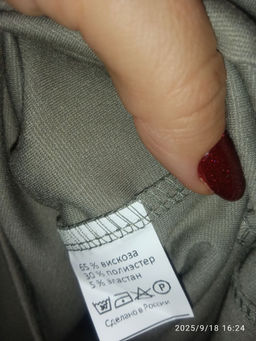 65 % вискоза
30 % полиэстер
5 % эластан
P
Сделано в России
2025/9/18 16:24